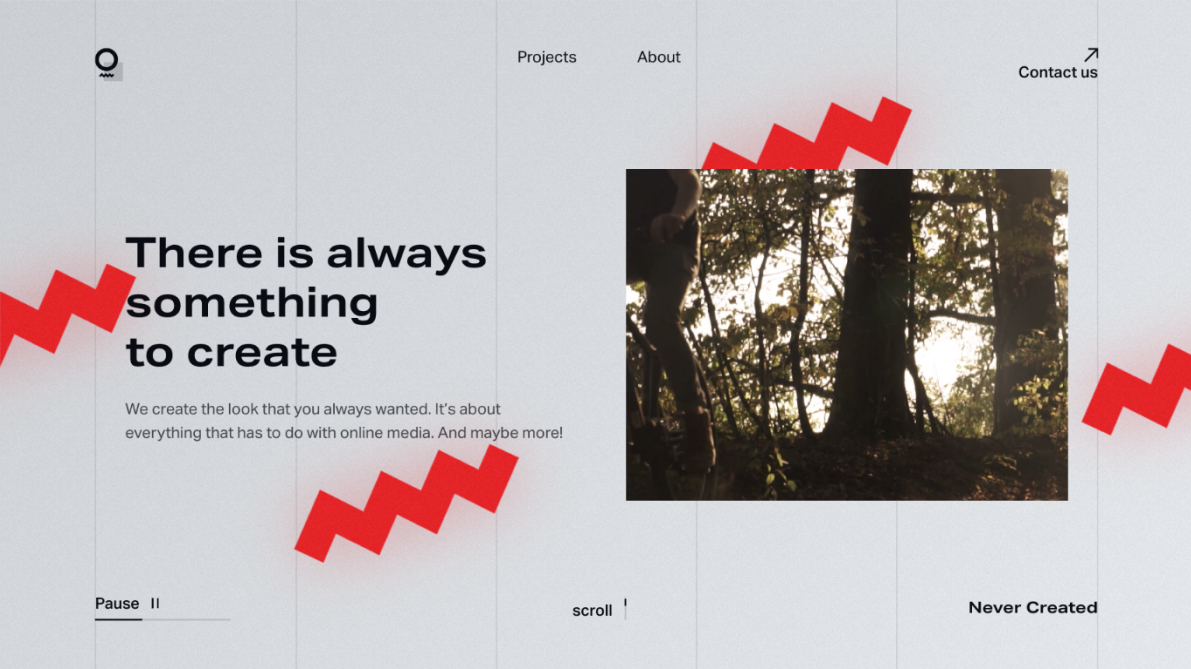 Projects
About
Contact us
There is always
something
to create
We create the look that you always wanted. It’s about
everything that has to do with online media. And maybe more!
Pause
scroll
Never Created